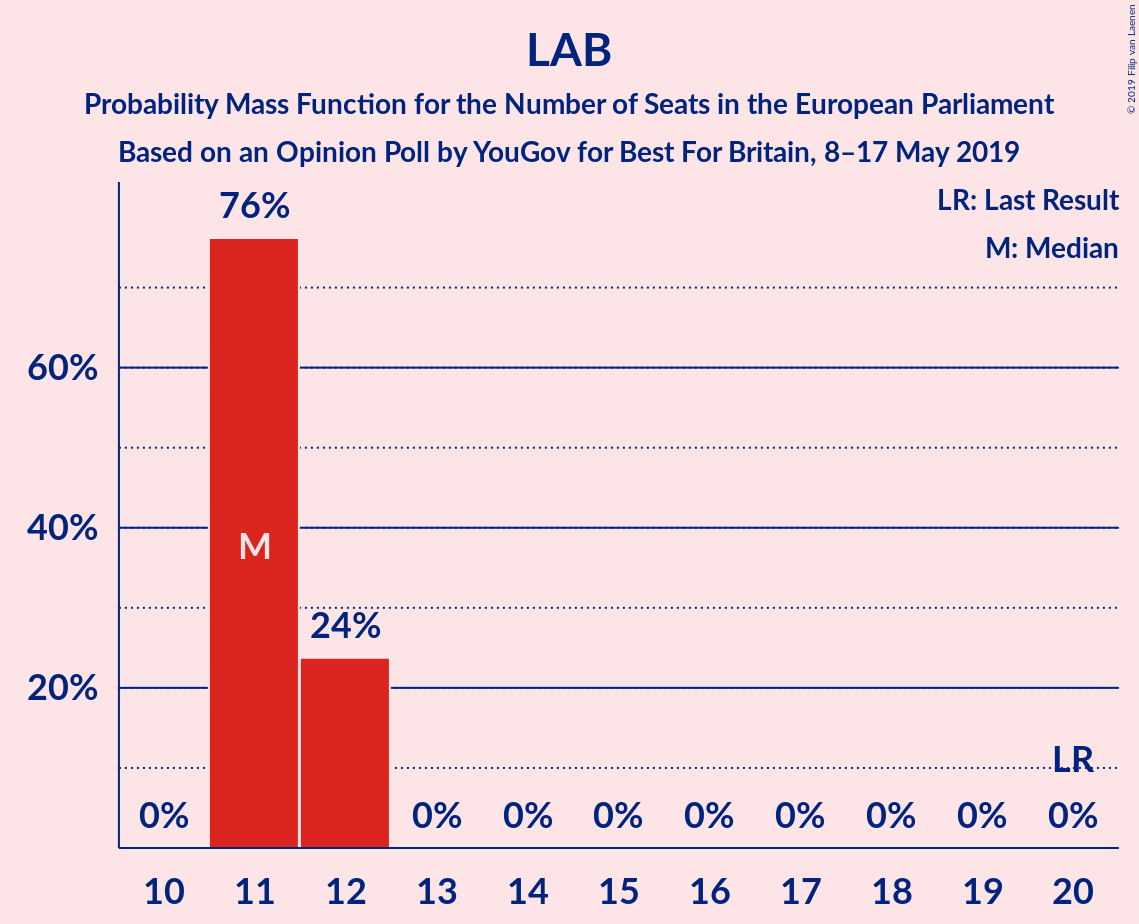 LAB
Probability Mass Function for the Number of Seats in the European Parliament
Based on an Opinion Poll by YouGov for Best For Britain, 8–17 May 2019
© 2019 Filip van Laenen
LR: Last Result
M: Median
76%
60%
40%
M
24%
20%
LR
0% 0% 0% 0% 0% 0% 0% 0% 0%
10 11 12 13 14 15 16 17 18 19 20